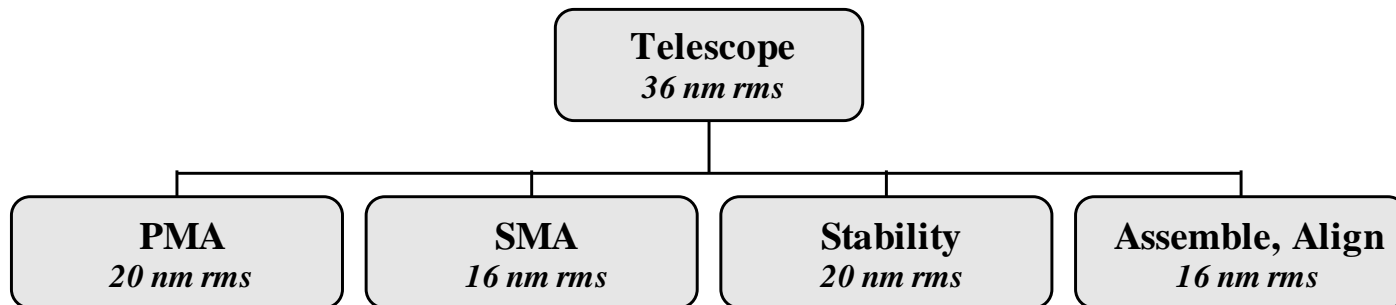 Telescope
36 nm rms
PMA
20 nm rms
SMA
16 nm rms
Stability
20 nm rms
Assemble, Align
16 nm rms